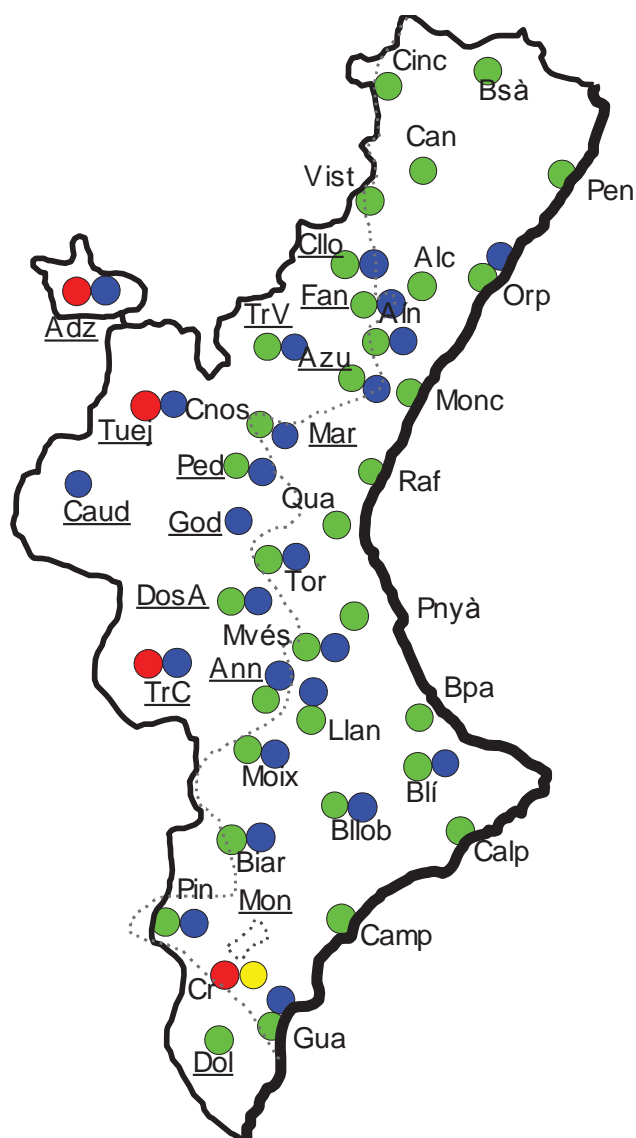 Cinc
Bsà
Can
Vist
Pen
Cllo
Alc
Orp
Fan
Aln
Adz
TrV
Azu
Monc
Cnos
Tuej
Mar
Ped
Raf
Caud
Qua
God
Tor
DosA
Pnyà
Mvés
Ann
TrC
Bpa
Llan
Moix
Blí
Bllob
Calp
Biar
Pin
Mon
Camp
Cr
Gua
Dol